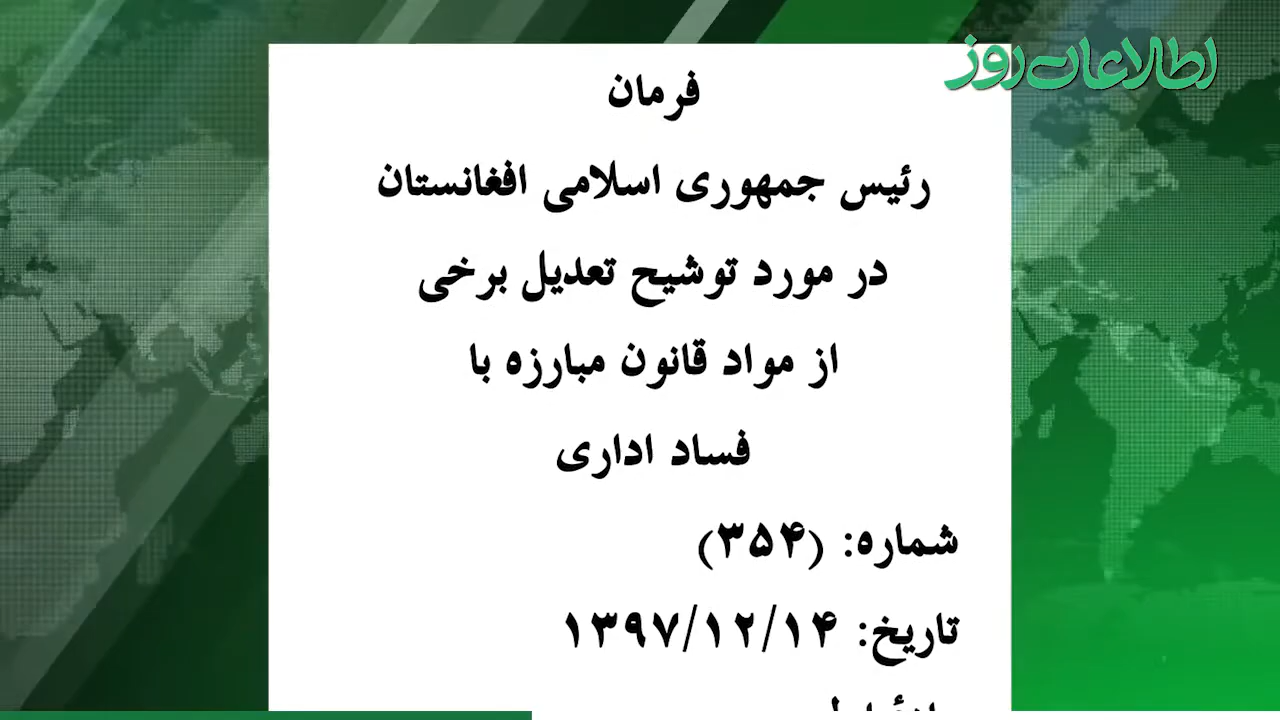 اطلاعات روز
فرمان
رئیس جمهوری اسلامی افغانستان
در مورد توشیح تعدیل برخی
از مواد قانون مبارزه با
فساد اداری
شماره: (۳۵۴)
تاریخ: ۱۳۹۷/۱۲/۱۴